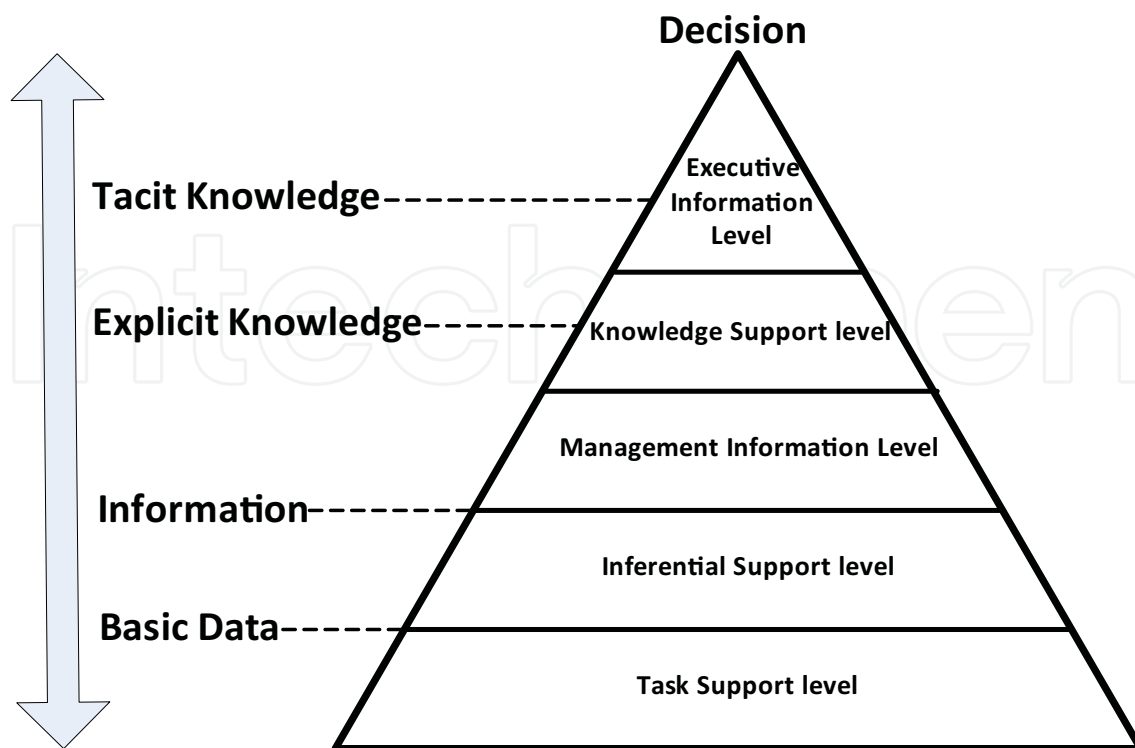 Decision
Executive
Information
Level
Tacit Knowledge
Explicit Knowledge
Knowledge Support level
Management Information Level
Information
Inferential Support level
Basic Data
Task Support level